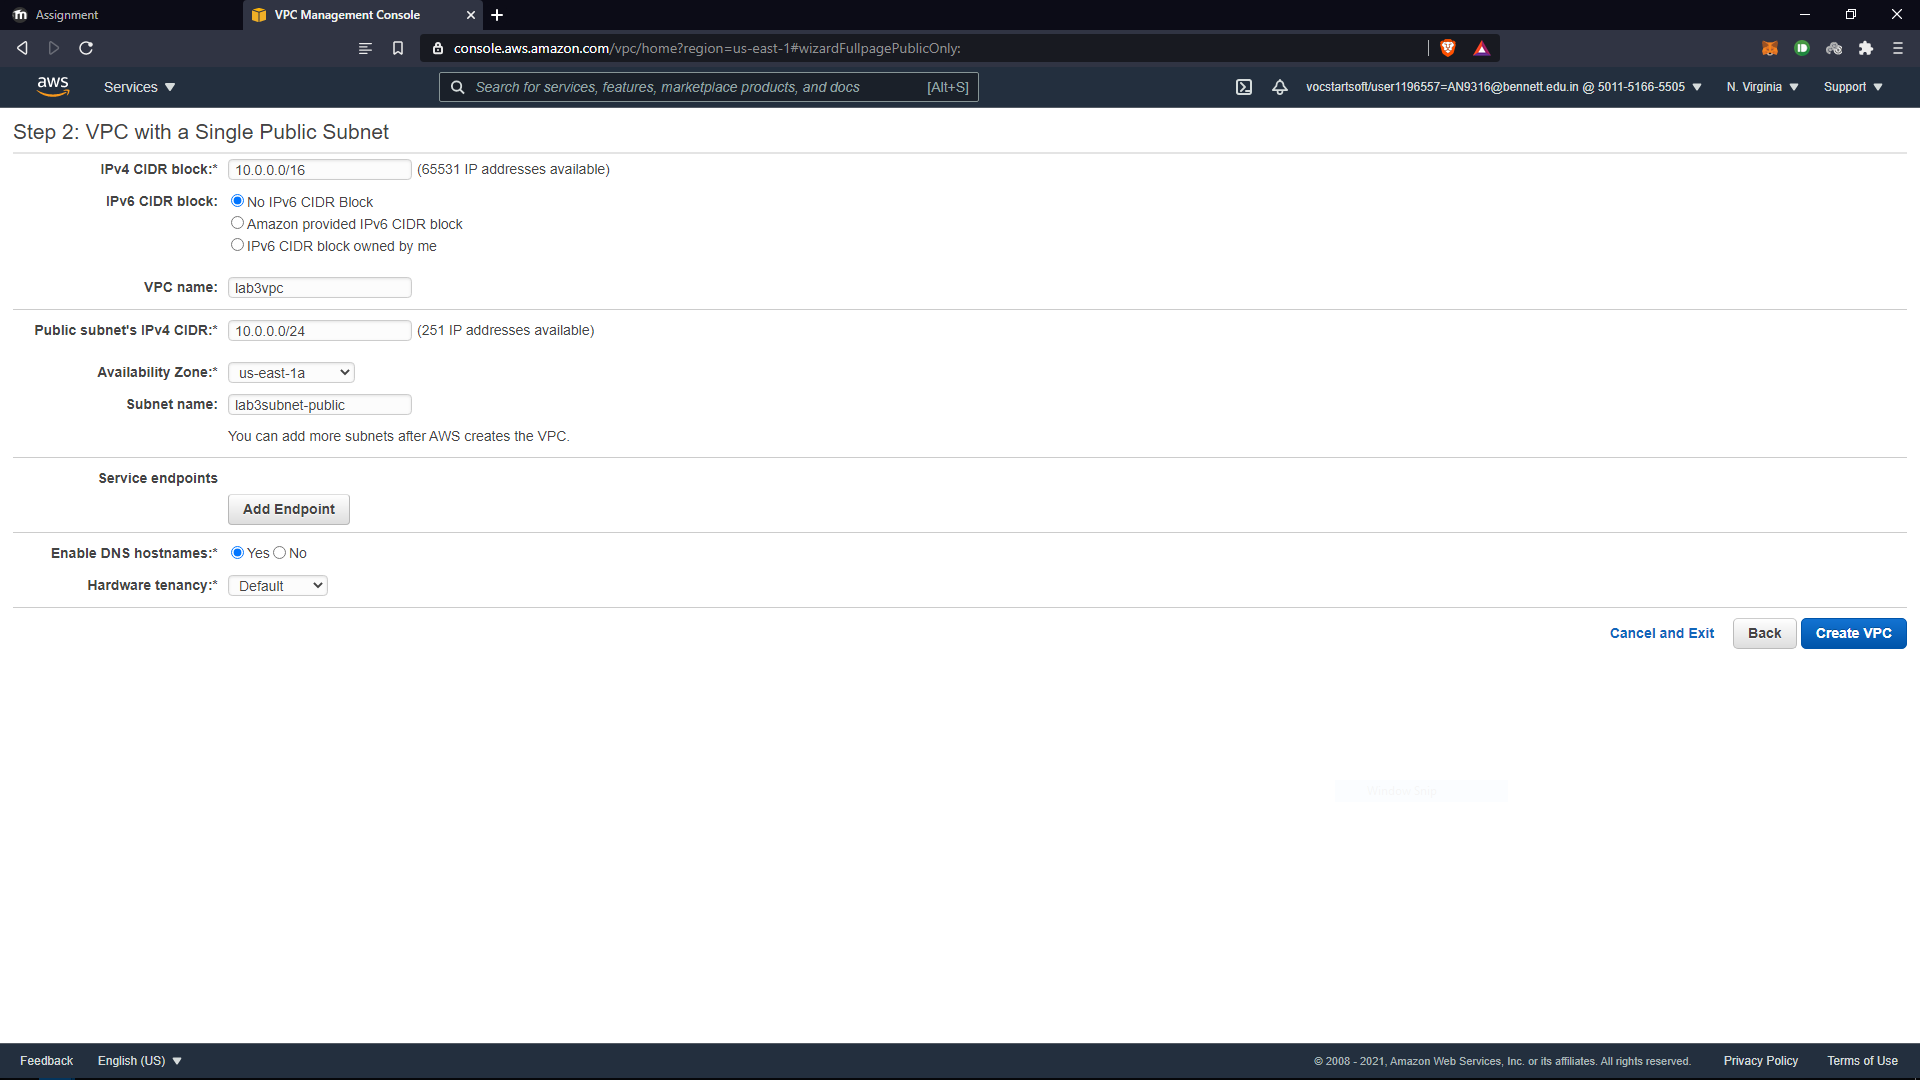 Assignment
VPC Management Console
console.aws.amazon.com/vpc/home?region=us-east-1#wizardFullpagePublicOnly:
aws Services Search for services, features, marketplace products, and docs [Alt+S] vocstartsoft/user1196557=AN9316@bennett.edu.in @ 5011-5166-5505 N. Virginia Support
Step 2: VPC with a Single Public Subnet
IPv4 CIDR block:* 10.0.0.0/16 (65531 IP addresses available)
IPv6 CIDR block: No IPv6 CIDR Block
Amazon provided IPv6 CIDR block
IPv6 CIDR block owned by me
VPC name: lab3vpc
Public subnet's IPv4 CIDR:* 10.0.0.0/24 (251 IP addresses available)
Availability Zone:* us-east-1a
Subnet name: lab3subnet-public
You can add more subnets after AWS creates the VPC.
Service endpoints
Add Endpoint
Enable DNS hostnames:* Yes No
Hardware tenancy:* Default
Cancel and Exit Back Create VPC
Feedback English (US) © 2008 - 2021, Amazon Web Services, Inc. or its affiliates. All rights reserved. Privacy Policy Terms of Use